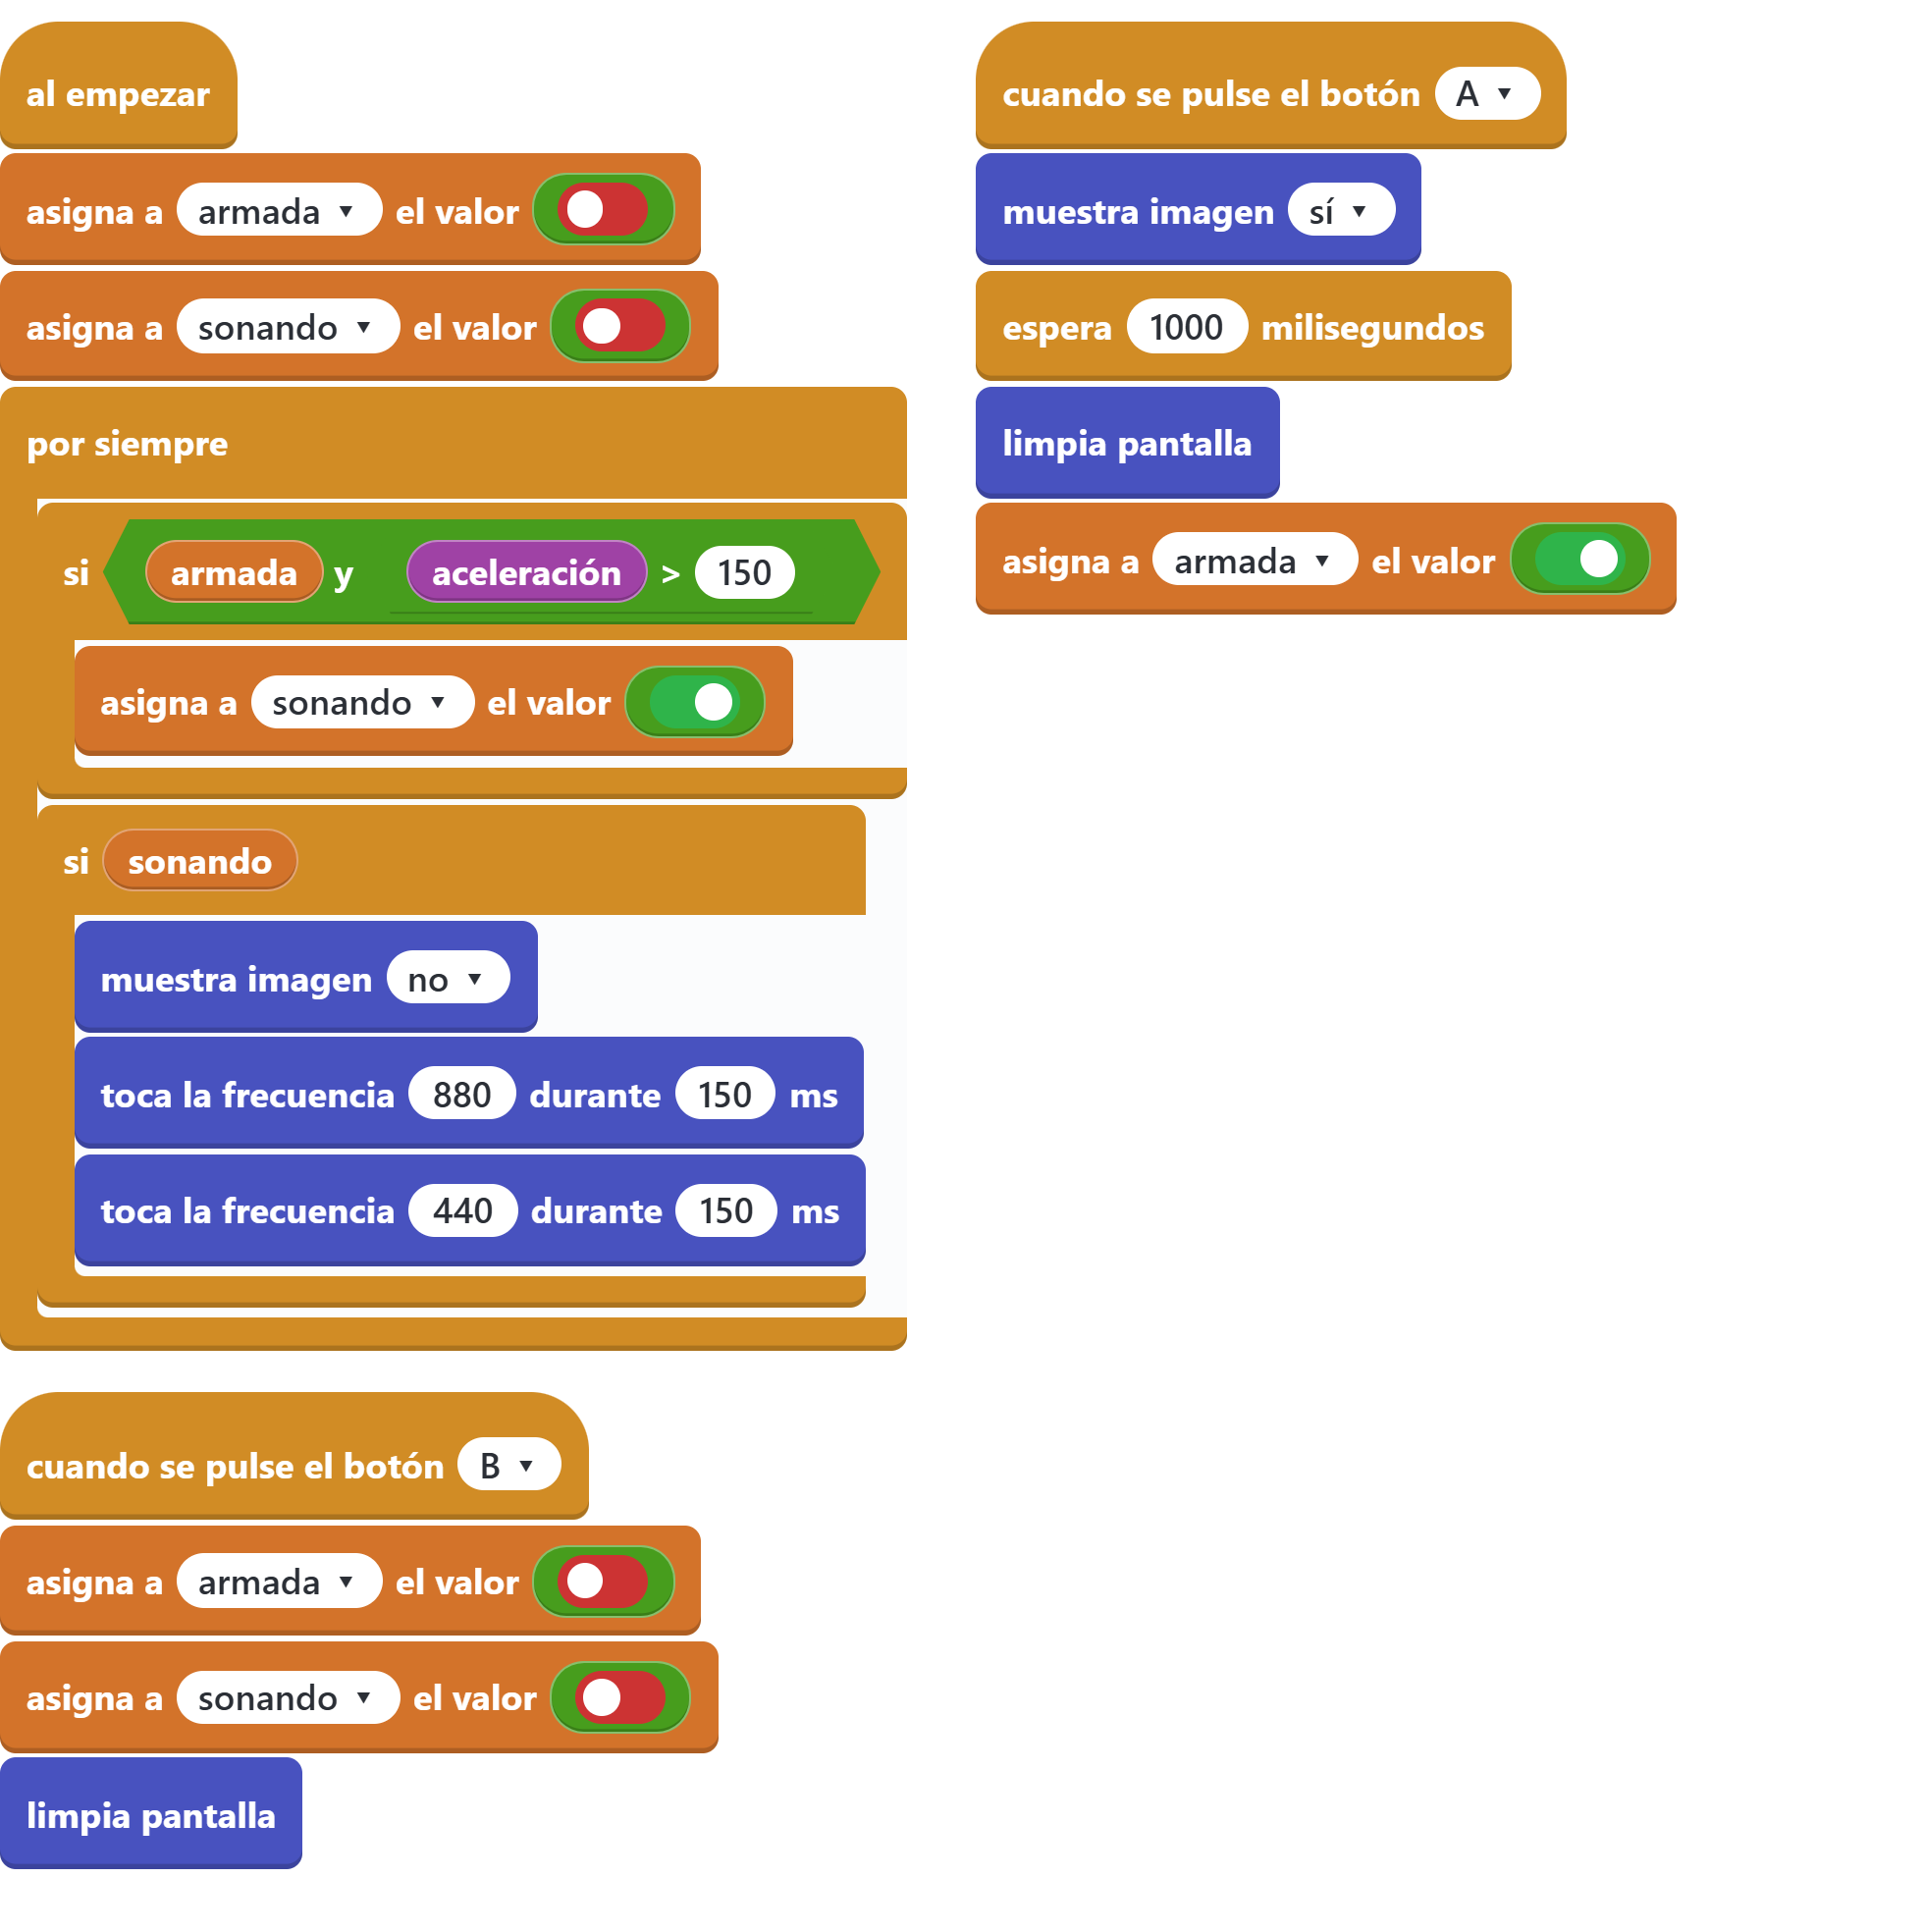 al empezar
asigna a armada el valor
asigna a sonando el valor
por siempre
si armada y aceleración > 150
asigna a sonando el valor
si sonando
muestra imagen no
toca la frecuencia 880 durante 150 ms
toca la frecuencia 440 durante 150 ms
cuando se pulse el botón B
asigna a armada el valor
asigna a sonando el valor
limpia pantalla
cuando se pulse el botón A
muestra imagen sí
espera 1000 milisegundos
limpia pantalla
asigna a armada el valor